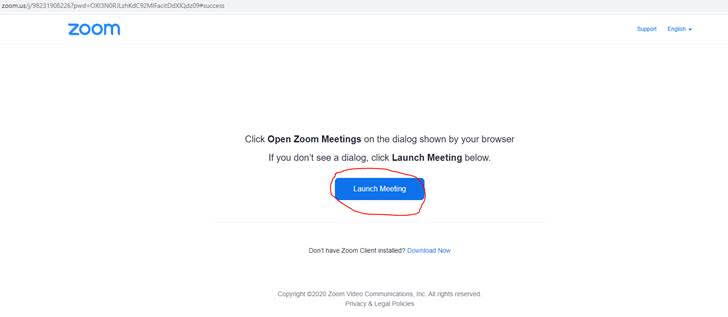 zoom.us/j/98231908226?pwd=OXI3N0RJLzhKdC92MlFacitDdXlQdz09#success
zoom
Support English
Click Open Zoom Meetings on the dialog shown by your browser
If you don't see a dialog, click Launch Meeting below.
Launch Meeting
Don't have Zoom Client installed? Download Now
Copyright ©2020 Zoom Video Communications, Inc. All rights reserved.
Privacy & Legal Policies